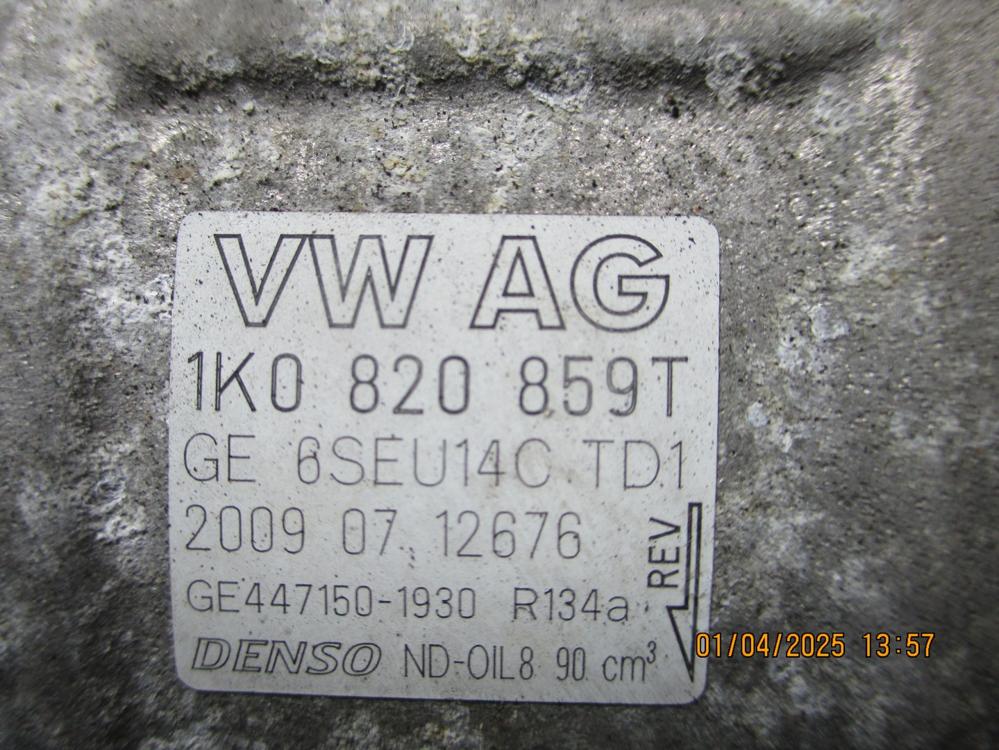 VW AG
1K0 820 859T
GE 6SEU14C TD1
2009 07 12676
REV
GE447150-1930 R134a
DENSO ND-OIL8 90 cm³
01/04/2025 13:57